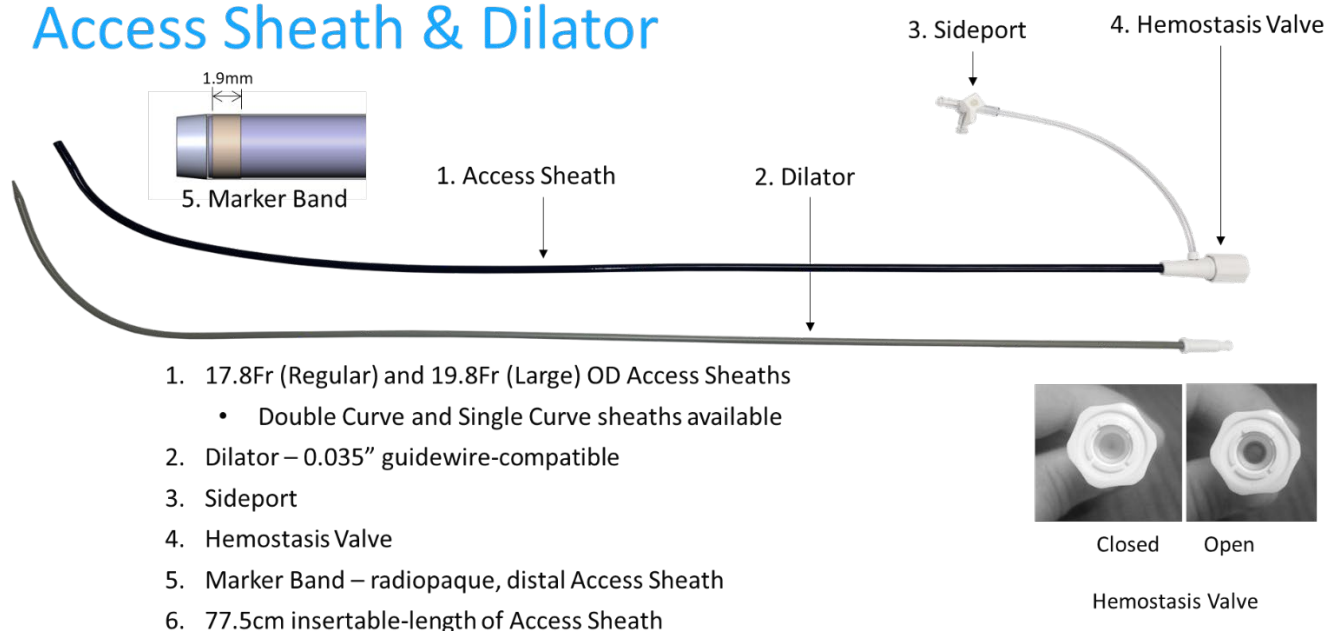 Access Sheath & Dilator
3. Sideport
4. Hemostasis Valve
1.9mm
5. Marker Band
1. Access Sheath
2. Dilator
1. 17.8Fr (Regular) and 19.8Fr (Large) OD Access Sheaths
• Double Curve and Single Curve sheaths available
2. Dilator – 0.035” guidewire-compatible
3. Sideport
4. Hemostasis Valve
5. Marker Band – radiopaque, distal Access Sheath
6. 77.5cm insertable-length of Access Sheath
Closed Open
Hemostasis Valve